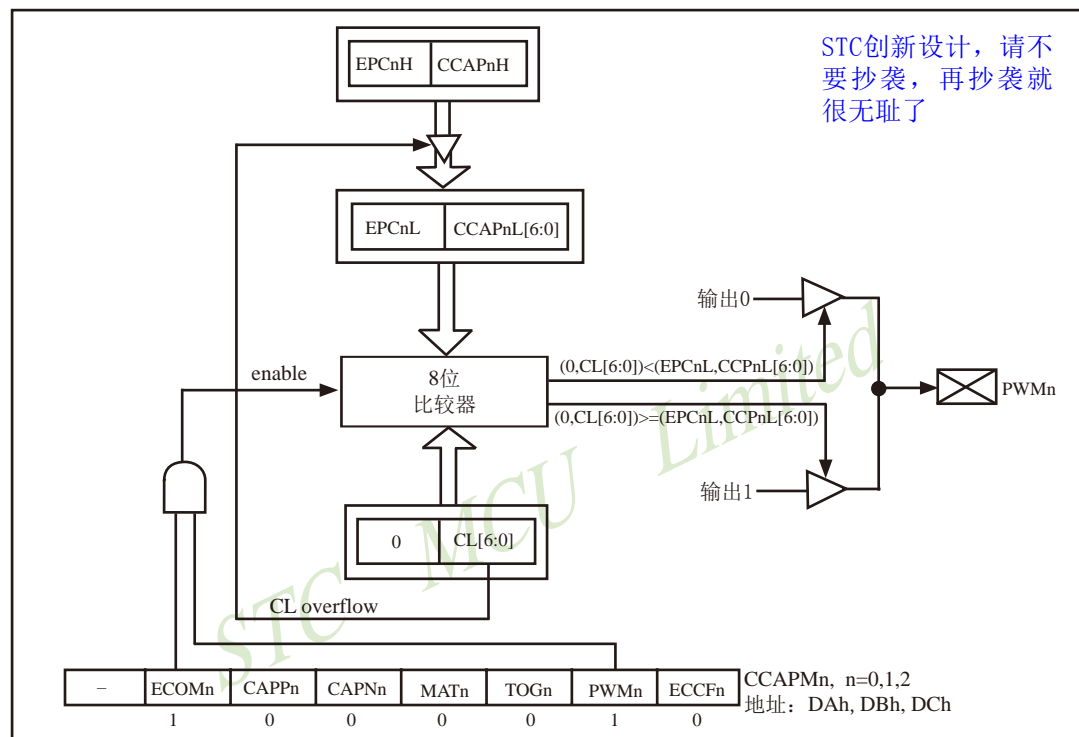 EPCnH CCAPnH
STC创新设计，请不
要抄袭，再抄袭就
很无耻了
EPCnL CCAPnL[6:0]
输出0
enable
8位
比较器
(0,CL[6:0])<(EPCnL,CCPnL[6:0])
(0,CL[6:0])>=(EPCnL,CCPnL[6:0])
PWMn
输出1
0 CL[6:0]
CL overflow
STC MCU Limited
– ECOMn CAPPn CAPNn MATn TOGn PWMn ECCFn
CCAPMn, n=0,1,2
地址：DAh, DBh, DCh
1 0 0 0 0 1 0